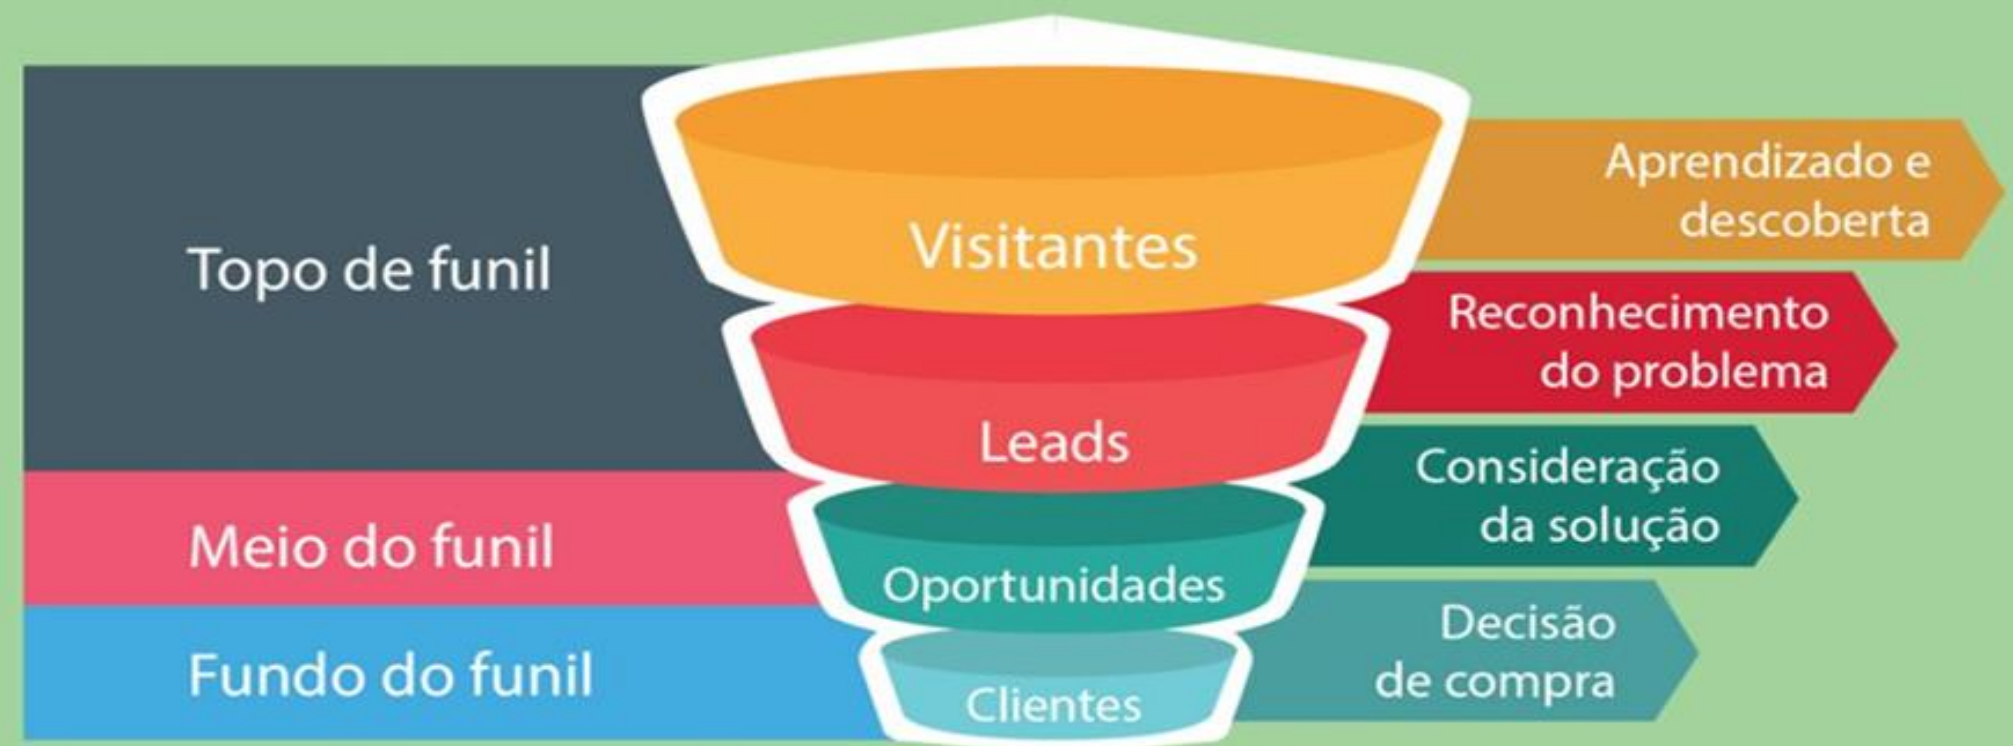 Topo de funil
Visitantes
Aprendizado e
descoberta
Leads
Reconhecimento
do problema
Meio do funil
Oportunidades
Consideração
da solução
Fundo do funil
Clientes
Decisão
de compra